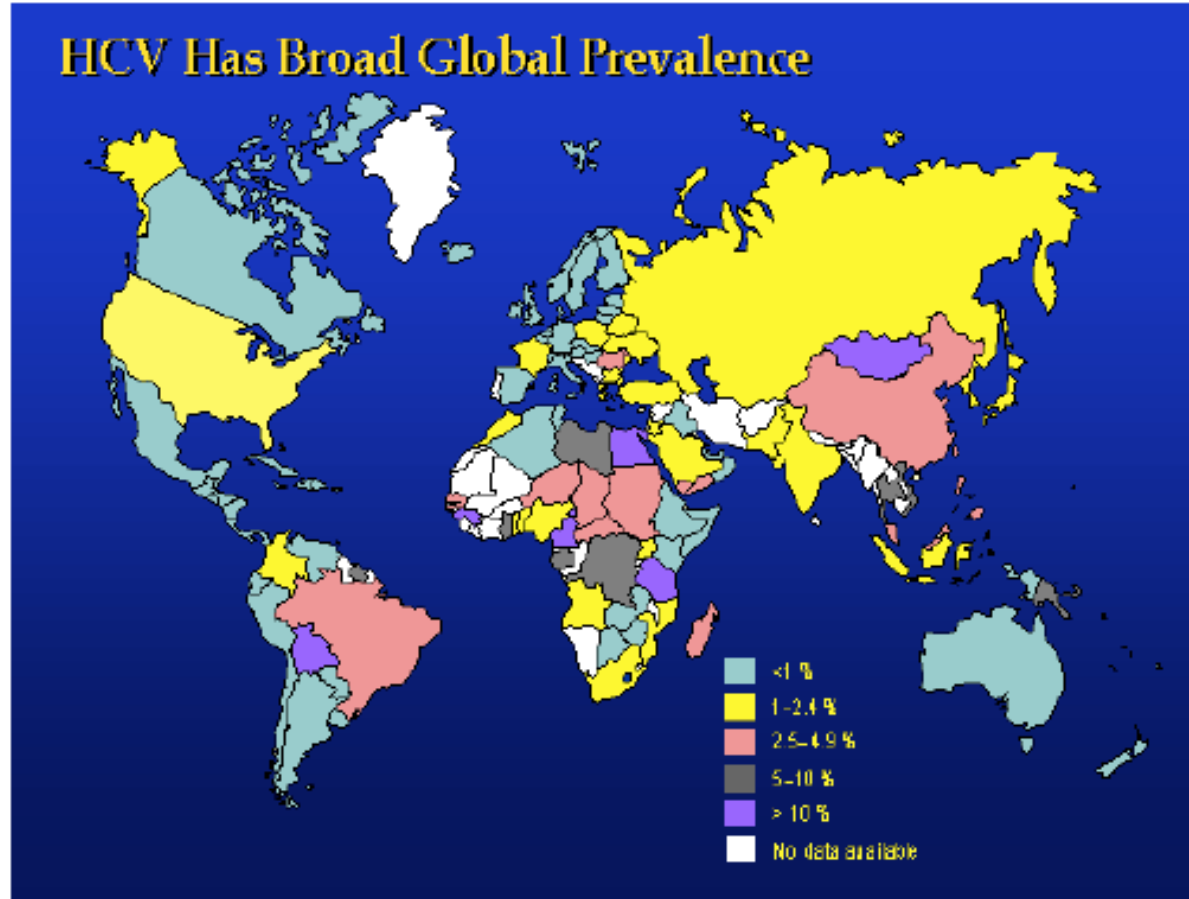 HCV Has Broad Global Prevalence
<1 %
1-2.4 %
2.5-4.9 %
5-10 %
> 10 %
No data available